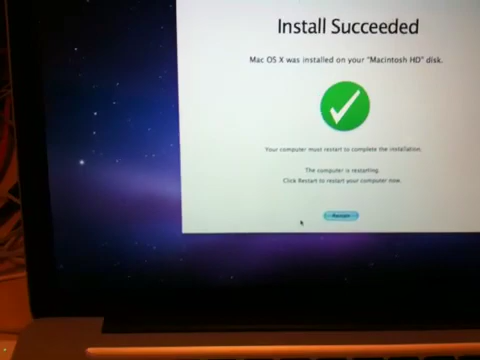 Install Succeeded
Mac OS X was installed on your "Macintosh HD" disk.
Your computer must restart to complete the installation.
The computer is restarting.
Click Restart to restart your computer now.
Restart